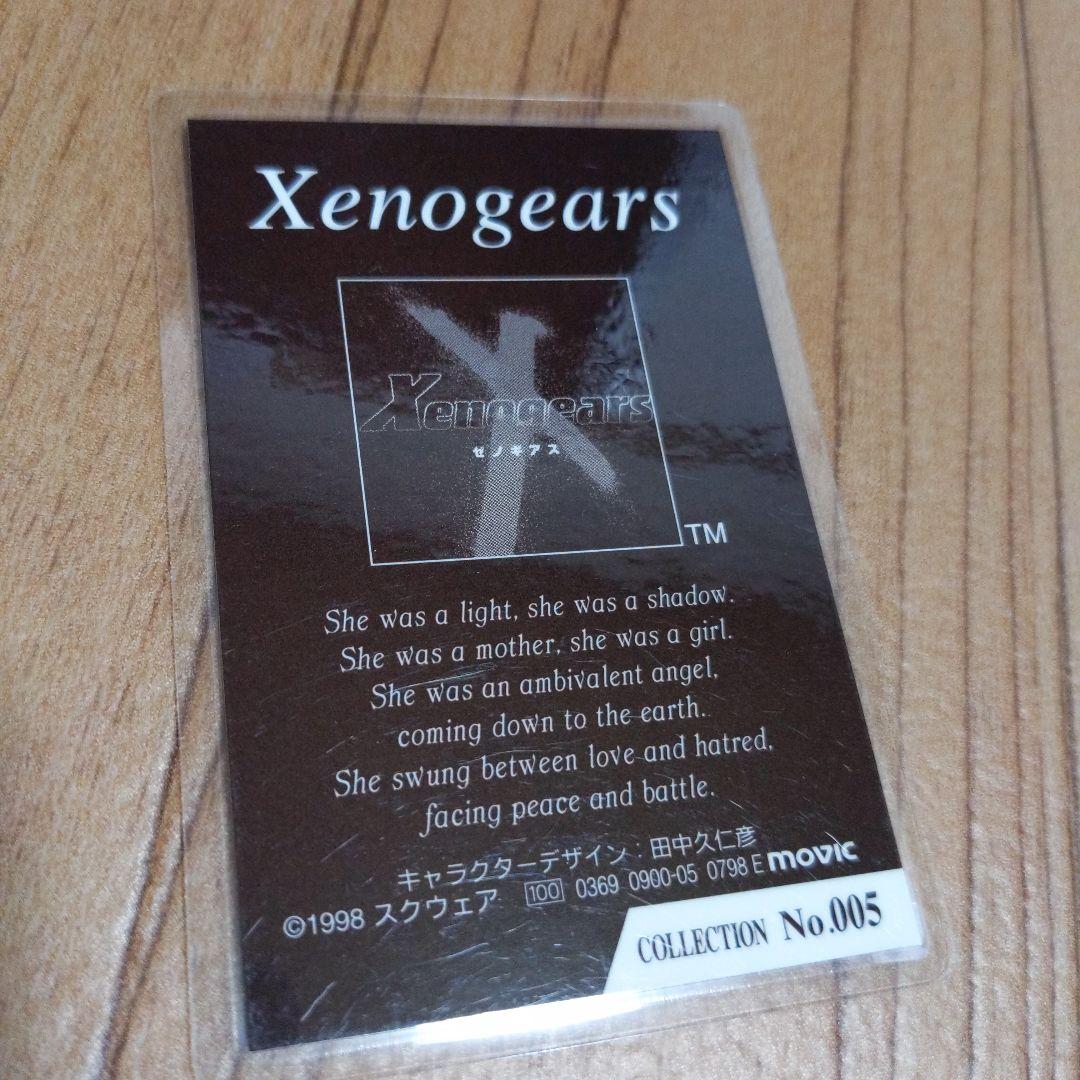 Xenogears
Xenogears
ゼノギアス
TM
She was a light, she was a shadow.
She was a mother, she was a girl.
She was an ambivalent angel,
coming down to the earth.
She swung between love and hatred,
facing peace and battle.
キャラクターデザイン：田中久仁彦
©1998 スクウェア 100 0369 0900-05 0798 E movic
COLLECTION No.005